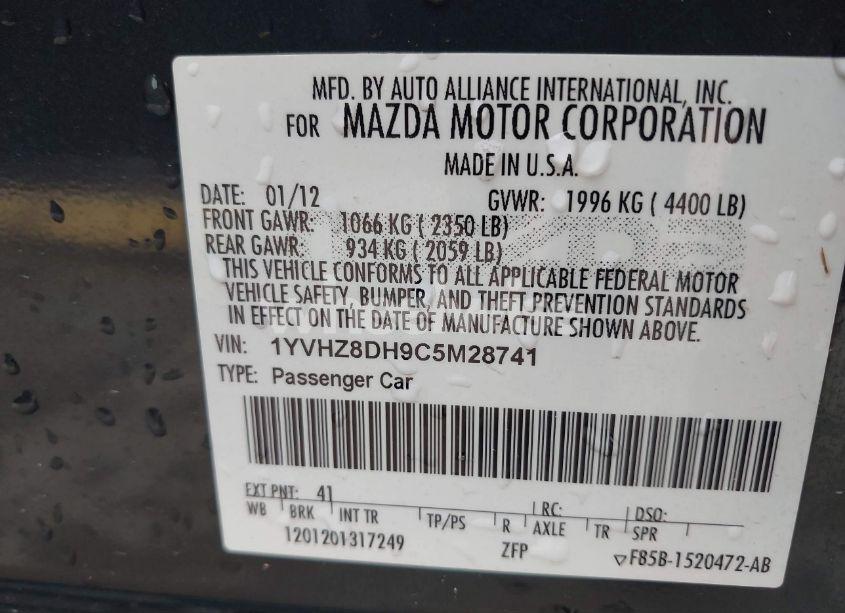 MFD. BY AUTO ALLIANCE INTERNATIONAL, INC.
FOR MAZDA MOTOR CORPORATION
MADE IN U.S.A.
DATE: 01/12 GVWR: 1996 KG ( 4400 LB)
FRONT GAWR: 1066 KG ( 2350 LB)
REAR GAWR: 934 KG ( 2059 LB)
THIS VEHICLE CONFORMS TO ALL APPLICABLE FEDERAL MOTOR
VEHICLE SAFETY, BUMPER, AND THEFT PREVENTION STANDARDS
IN EFFECT ON THE DATE OF MANUFACTURE SHOWN ABOVE.
VIN: 1YVHZ8DH9C5M28741
TYPE: Passenger Car
EXT PNT: 41 RC: DSO:
WB BRK INT TR TP/PS R AXLE TR SPR
1201201317249 ZFP F85B-1520472-AB